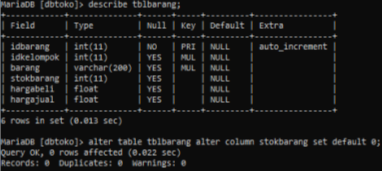 MariaDB [dbtoko]> describe tblbarang;
+------------+--------------+------+-----+---------+----------------+
| Field | Type | Null | Key | Default | Extra |
+------------+--------------+------+-----+---------+----------------+
| idbarang | int(11) | NO | PRI | NULL | auto_increment |
| idkelompok | int(11) | YES | MUL | NULL | |
| barang | varchar(200) | YES | MUL | NULL | |
| stokbarang | int(11) | YES | | NULL | |
| hargabeli | float | YES | | NULL | |
| hargajual | float | YES | | NULL | |
+------------+--------------+------+-----+---------+----------------+
6 rows in set (0.013 sec)
MariaDB [dbtoko]> alter table tblbarang alter column stokbarang set default 0;
Query OK, 0 rows affected (0.022 sec)
Records: 0 Duplicates: 0 Warnings: 0